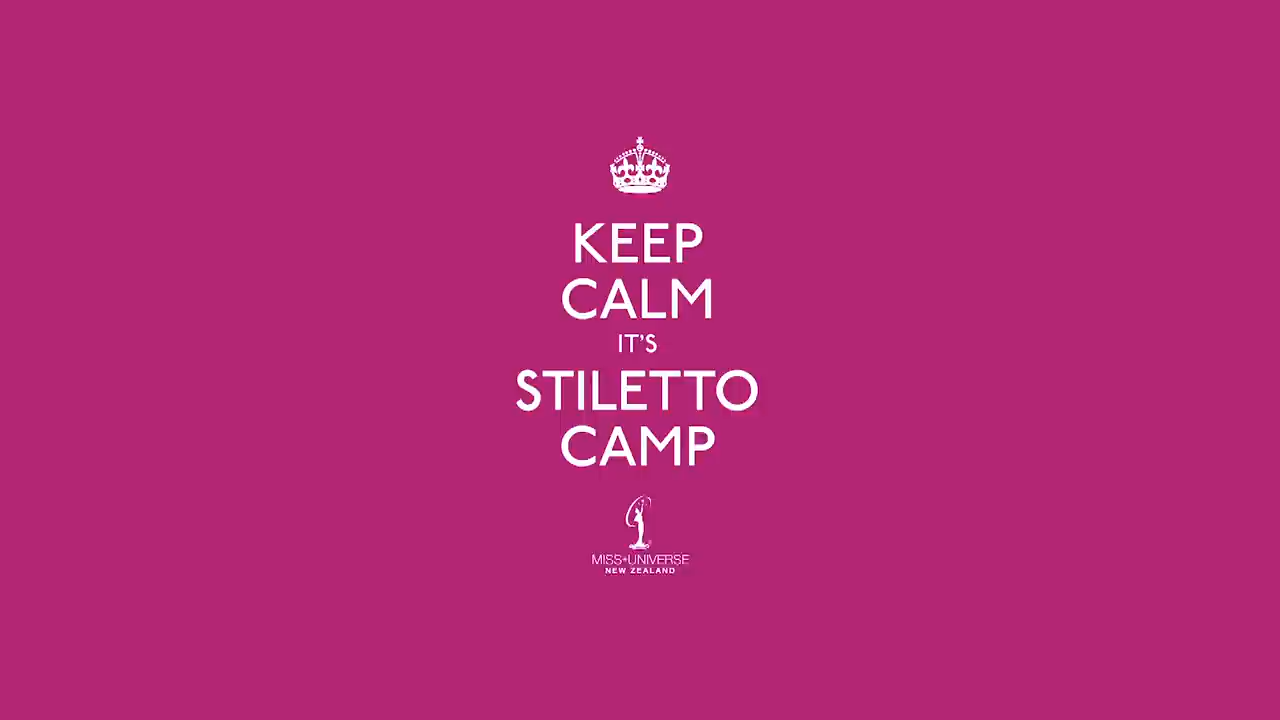 KEEP
CALM
IT'S
STILETTO
CAMP
MISS UNIVERSE
NEW ZEALAND